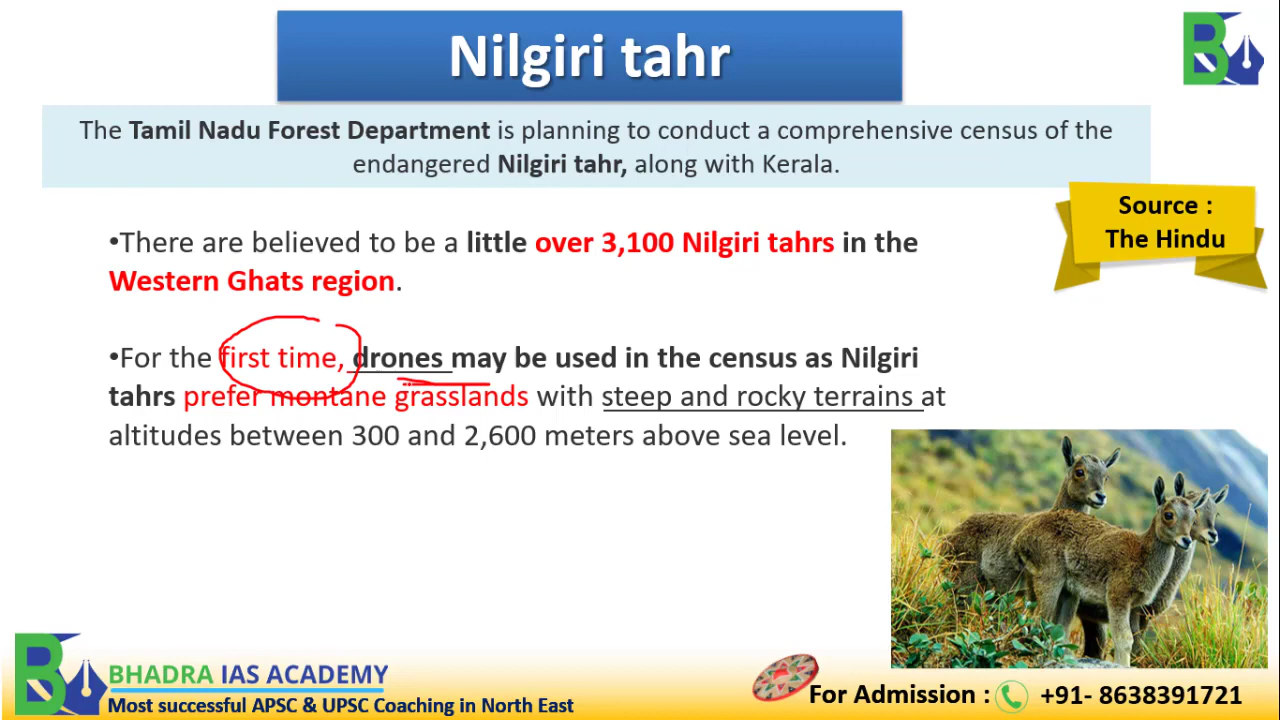 Nilgiri tahr
The Tamil Nadu Forest Department is planning to conduct a comprehensive census of the
endangered Nilgiri tahr, along with Kerala.
Source :
The Hindu
•There are believed to be a little over 3,100 Nilgiri tahrs in the
Western Ghats region.
•For the first time, drones may be used in the census as Nilgiri
tahrs prefer montane grasslands with steep and rocky terrains at
altitudes between 300 and 2,600 meters above sea level.
BHADRA IAS ACADEMY
Most successful APSC & UPSC Coaching in North East
For Admission : +91- 8638391721